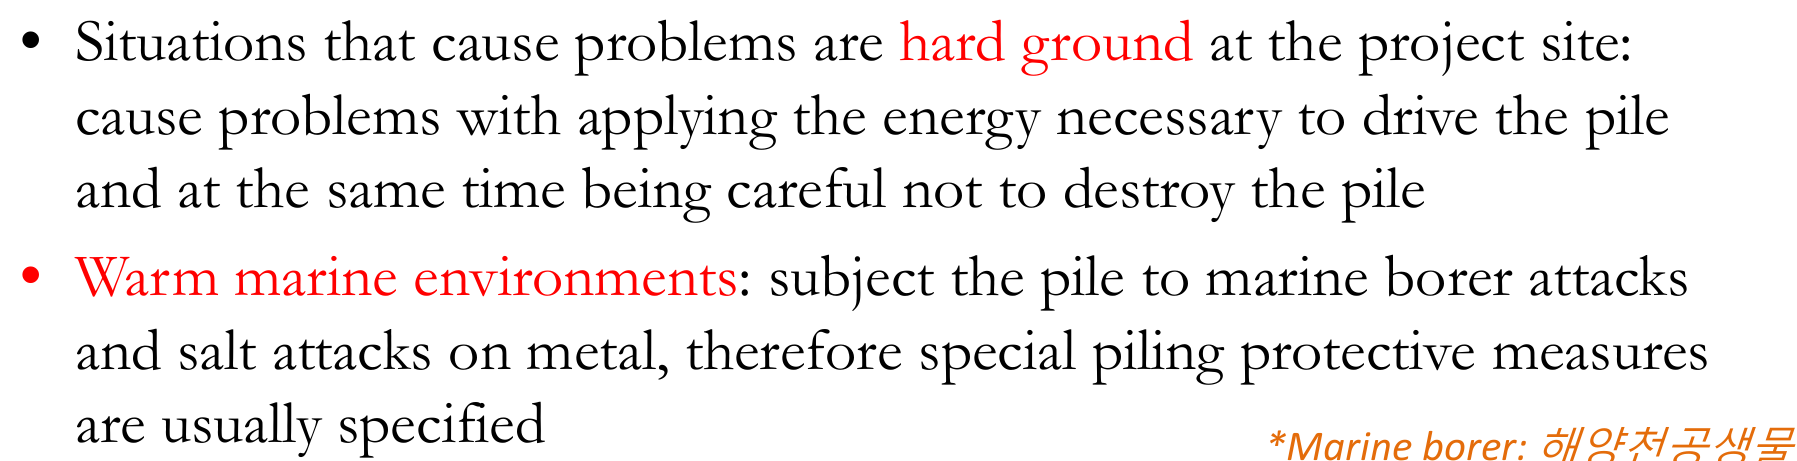 • Situations that cause problems are hard ground at the project site:
cause problems with applying the energy necessary to drive the pile
and at the same time being careful not to destroy the pile
• Warm marine environments: subject the pile to marine borer attacks
and salt attacks on metal, therefore special piling protective measures
are usually specified
*Marine borer: 해양천공생물